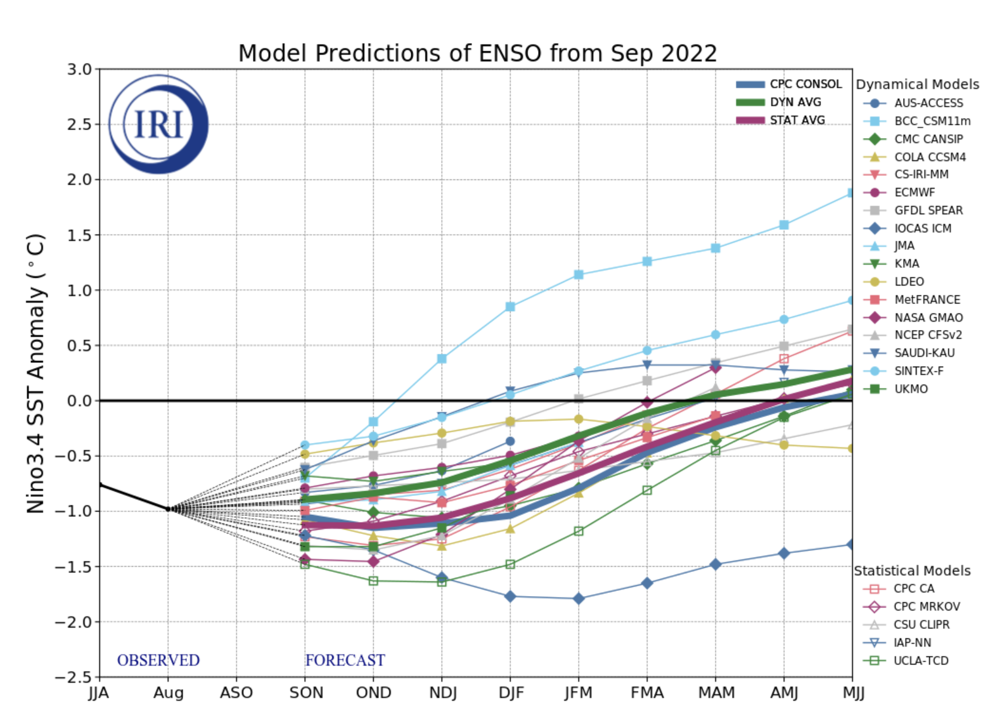 Model Predictions of ENSO from Sep 2022
IRI
Nino3.4 SST Anomaly (°C)
3.0
2.5
2.0
1.5
1.0
0.5
0.0
−0.5
−1.0
−1.5
−2.0
−2.5
CPC CONSOL
DYN AVG
STAT AVG
Dynamical Models
AUS-ACCESS
BCC_CSM11m
CMC CANSIP
COLA CCSM4
CS-IRI-MM
ECMWF
GFDL SPEAR
IOCAS ICM
JMA
KMA
LDEO
MetFRANCE
NASA GMAO
NCEP CFSv2
SAUDI-KAU
SINTEX-F
UKMO
Statistical Models
CPC CA
CPC MRKOV
CSU CLIPR
IAP-NN
UCLA-TCD
OBSERVED FORECAST
JJA Aug ASO SON OND NDJ DJF JFM FMA MAM AMJ MJJ